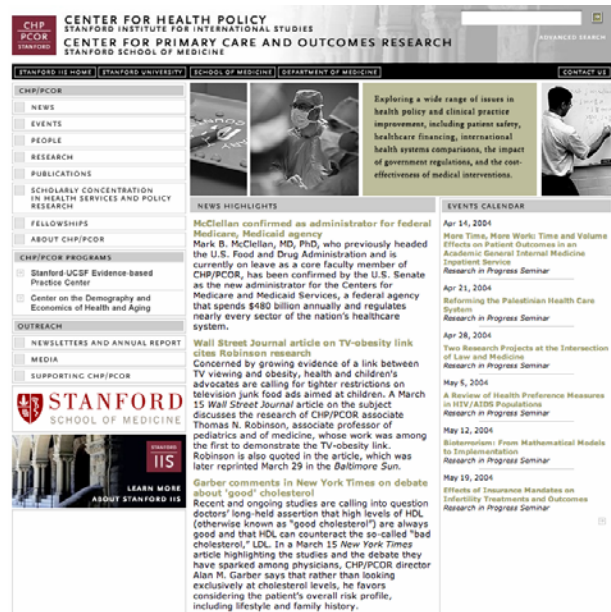 CHP
PCOR
STANFORD
CENTER FOR HEALTH POLICY
STANFORD INSTITUTE FOR INTERNATIONAL STUDIES
CENTER FOR PRIMARY CARE AND OUTCOMES RESEARCH
STANFORD SCHOOL OF MEDICINE
ADVANCED SEARCH
STANFORD IIS HOME
STANFORD UNIVERSITY
SCHOOL OF MEDICINE
DEPARTMENT OF MEDICINE
CONTACT US
CHP/PCOR
NEWS
EVENTS
PEOPLE
RESEARCH
PUBLICATIONS
SCHOLARLY CONCENTRATION
IN HEALTH SERVICES AND POLICY
RESEARCH
FELLOWSHIPS
ABOUT CHP/PCOR
CHP/PCOR PROGRAMS
Stanford-UCSF Evidence-based
Practice Center
Center on the Demography and
Economics of Health and Aging
OUTREACH
NEWSLETTERS AND ANNUAL REPORT
MEDIA
SUPPORTING CHP/PCOR
STANFORD
SCHOOL OF MEDICINE
STANFORD
IIS
LEARN MORE
ABOUT STANFORD IIS
Exploring a wide range of issues in
health policy and clinical practice
improvement, including patient safety,
healthcare financing, international
health systems comparisons, the impact
of government regulations, and the cost-
effectiveness of medical interventions.
NEWS HIGHLIGHTS
McClellan confirmed as administrator for federal
Medicare, Medicaid agency
Mark B. McClellan, MD, PhD, who previously headed
the U.S. Food and Drug Administration and is
currently on leave as a core faculty member of
CHP/PCOR, has been confirmed by the U.S. Senate
as the new administrator for the Centers for
Medicare and Medicaid Services, a federal agency
that spends $480 billion annually and regulates
nearly every sector of the nation's healthcare
system.
Wall Street Journal article on TV-obesity link
cites Robinson research
Concerned by growing evidence of a link between
TV viewing and obesity, health and children's
advocates are calling for tighter restrictions on
television junk food ads aimed at children. A March
15 Wall Street Journal article on the subject
discusses the research of CHP/PCOR associate
Thomas N. Robinson, associate professor of
pediatrics and of medicine, whose work was among
the first to demonstrate the TV-obesity link.
Robinson is also quoted in the article, which was
later reprinted March 29 in the Baltimore Sun.
Garber comments in New York Times on debate
about 'good' cholesterol
Recent and ongoing studies are calling into question
doctors' long-held assertion that high levels of HDL
(otherwise known as "good cholesterol") are always
good and that HDL can counteract the so-called "bad
cholesterol," LDL. In a March 15 New York Times
article highlighting the studies and the debate they
have sparked among physicians, CHP/PCOR director
Alan M. Garber says that rather than looking
exclusively at cholesterol levels, he favors
considering the patient's overall risk profile,
including lifestyle and family history.
EVENTS CALENDAR
Apr 14, 2004
More Time, More Work: Time and Volume
Effects on Patient Outcomes in an
Academic General Internal Medicine
Inpatient Service
Research in Progress Seminar
Apr 21, 2004
Reforming the Palestinian Health Care
System
Research in Progress Seminar
Apr 28, 2004
Two Research Projects at the Intersection
of Law and Medicine
Research in Progress Seminar
May 5, 2004
A Review of Health Preference Measures
in HIV/AIDS Populations
Research in Progress Seminar
May 12, 2004
Bioterrorism: From Mathematical Models
to Implementation
Research in Progress Seminar
May 19, 2004
Effects of Insurance Mandates on
Infertility Treatments and Outcomes
Research in Progress Seminar